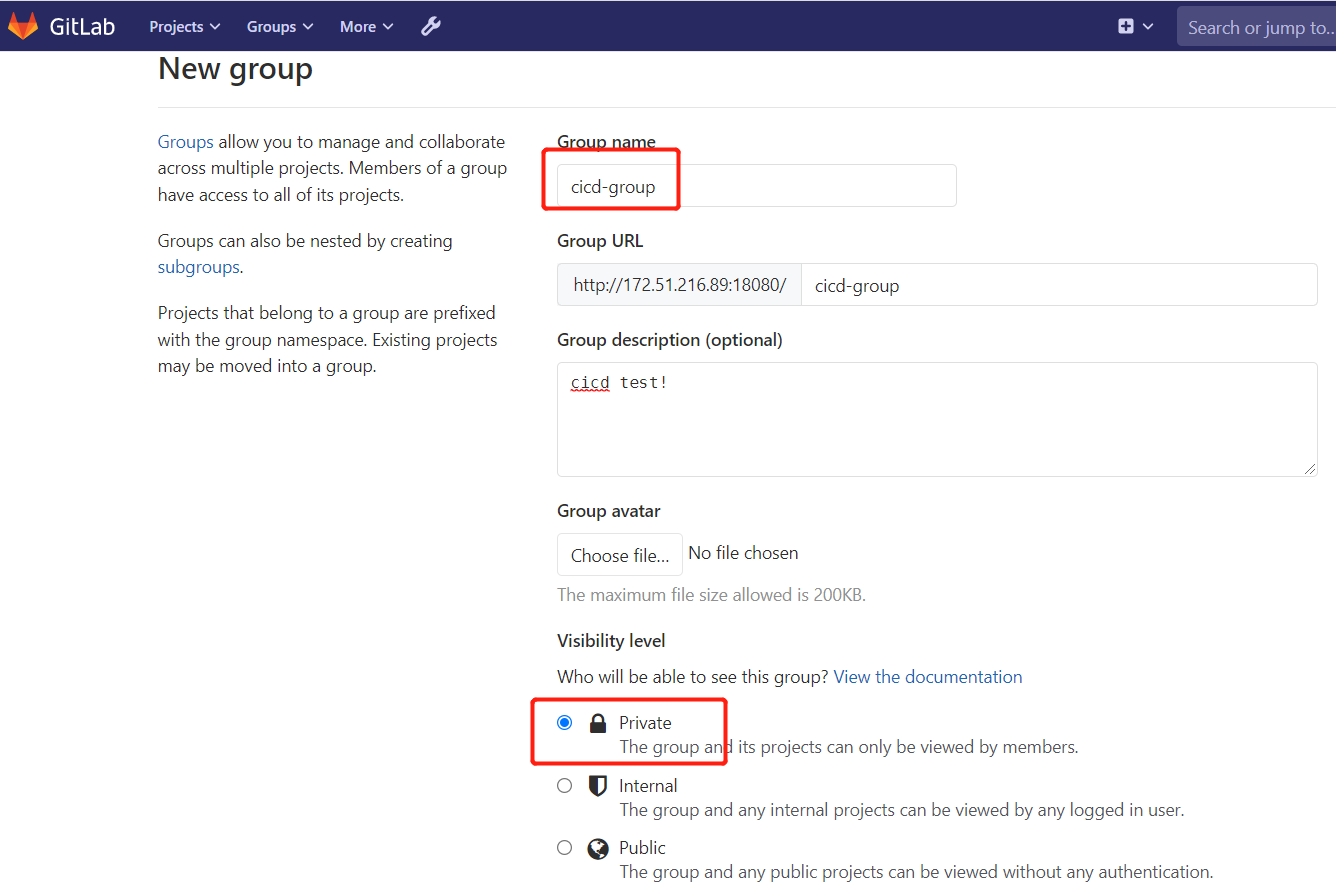 GitLab Projects Groups More Search or jump to..
New group
Groups allow you to manage and collaborate
across multiple projects. Members of a group
have access to all of its projects.
Groups can also be nested by creating
subgroups.
Projects that belong to a group are prefixed
with the group namespace. Existing projects
may be moved into a group.
Group name
cicd-group
Group URL
http://172.51.216.89:18080/ cicd-group
Group description (optional)
cicd test!
Group avatar
Choose file... No file chosen
The maximum file size allowed is 200KB.
Visibility level
Who will be able to see this group? View the documentation
Private
The group and its projects can only be viewed by members.
Internal
The group and any internal projects can be viewed by any logged in user.
Public
The group and any public projects can be viewed without any authentication.